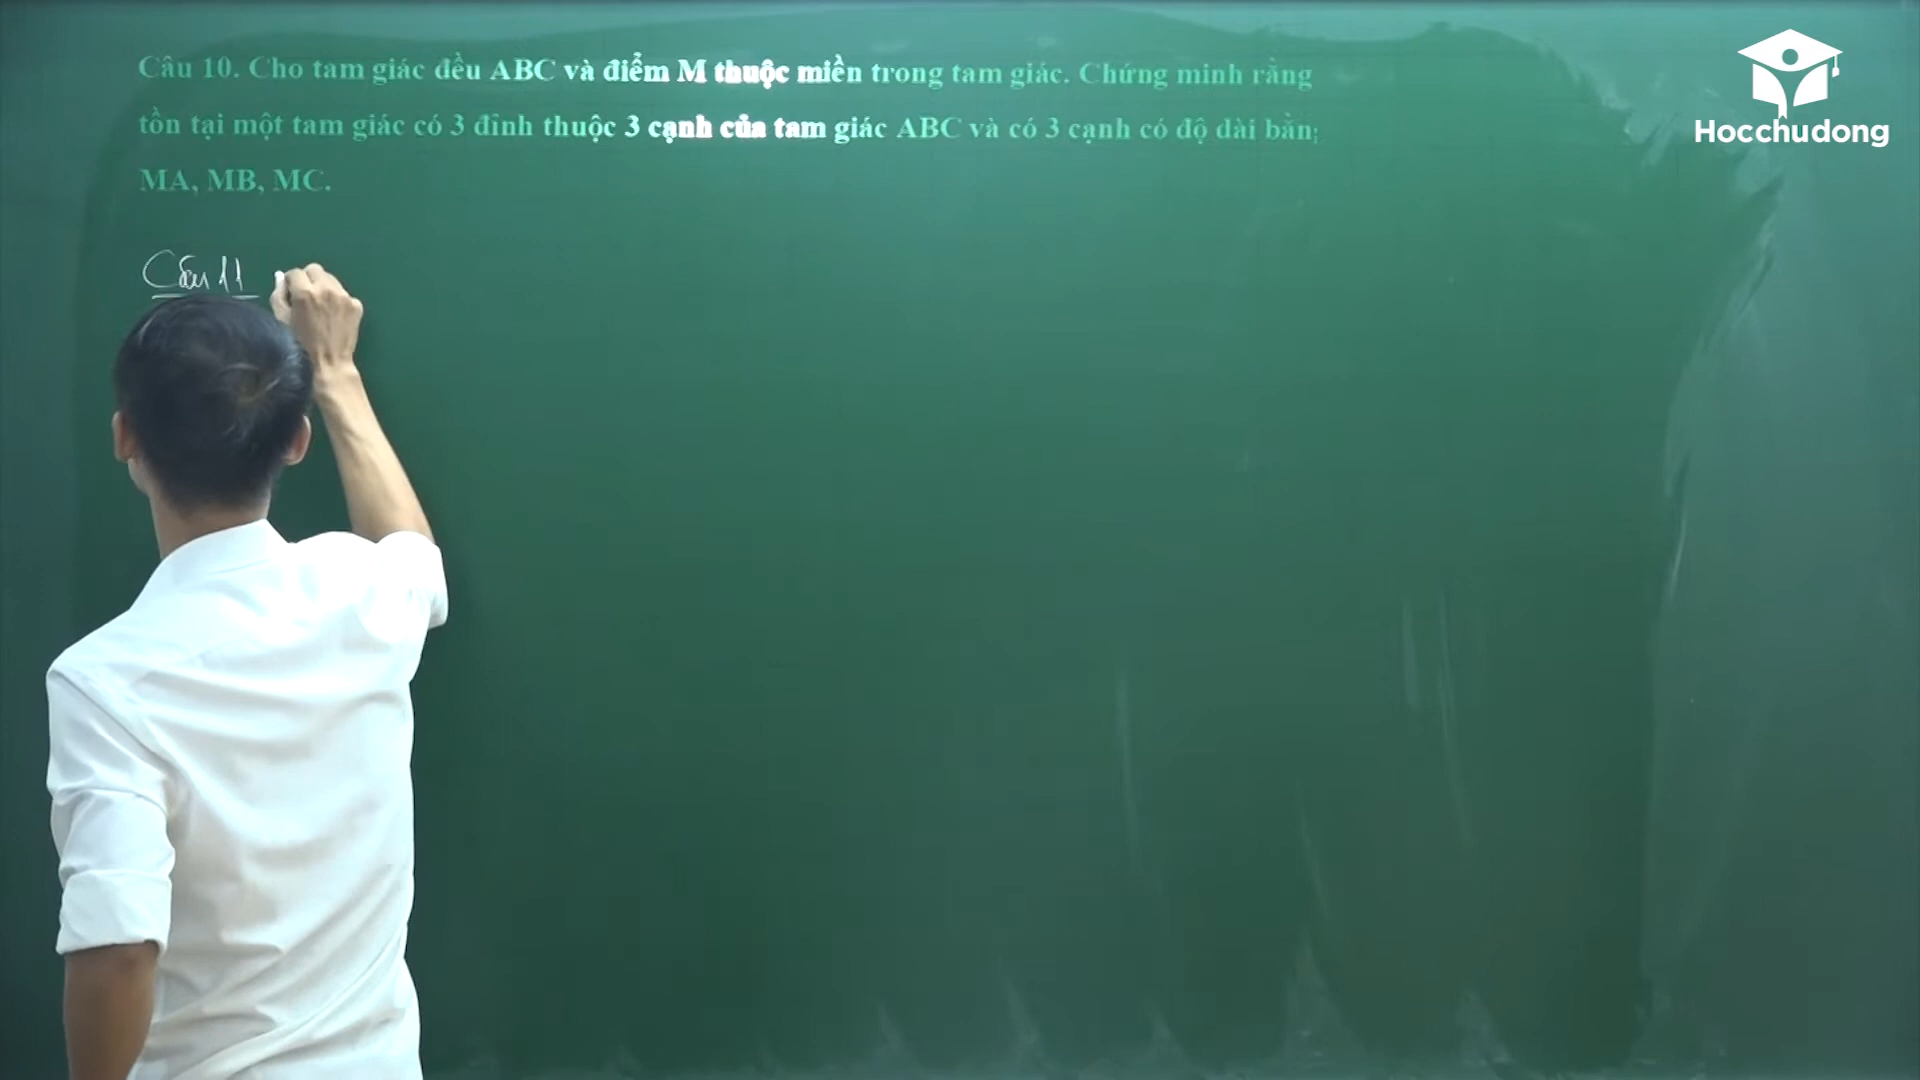 Câu 10. Cho tam giác đều ABC và điểm M thuộc miền trong tam giác. Chứng minh rằng
tồn tại một tam giác có 3 đỉnh thuộc 3 cạnh của tam giác ABC và có 3 cạnh có độ dài bằn
MA, MB, MC.
Câu 11
Hocchudong